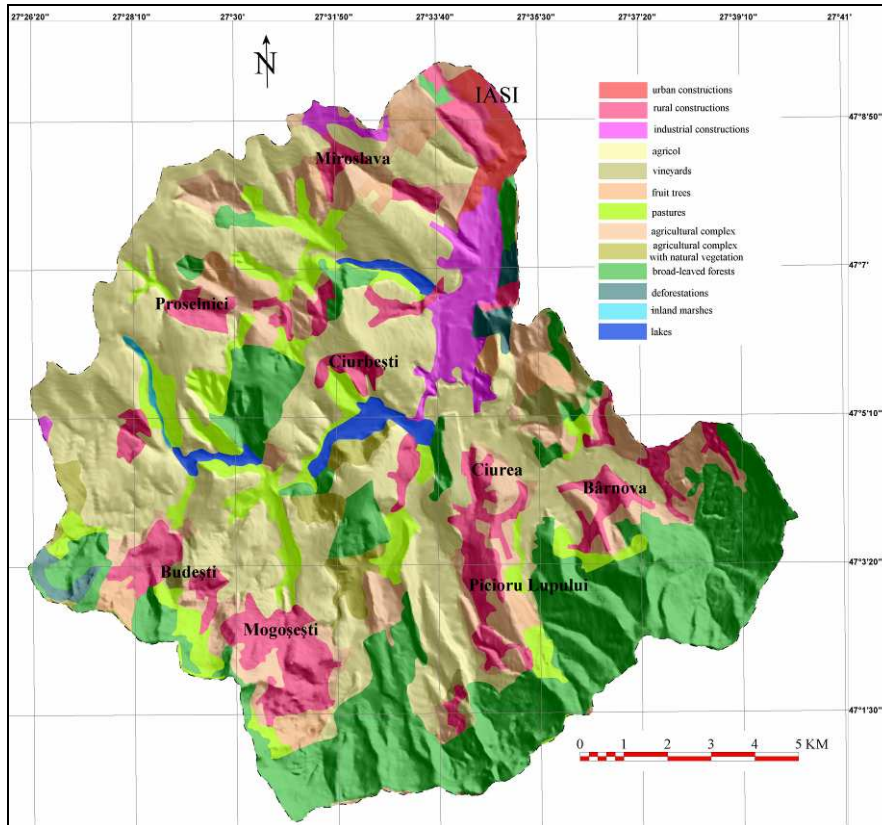 27°26'20" 27°28'10" 27°30' 27°31'50" 27°33'40" 27°35'30" 27°37'20" 27°39'10" 27°41'
N
IASI
urban constructions
rural constructions
industrial constructions
agricol
vineyards
fruit trees
pastures
agricultural complex
agricultural complex
with natural vegetation
broad-leaved forests
deforestations
inland marshes
lakes
47°8'50"
Miroslava
47°7'
Proselnici
Ciurbești
47°5'10"
Ciurea
Bârnova
47°3'20"
Budești
Picioru Lupului
Mogoșești
47°1'30"
0 1 2 3 4 5 KM